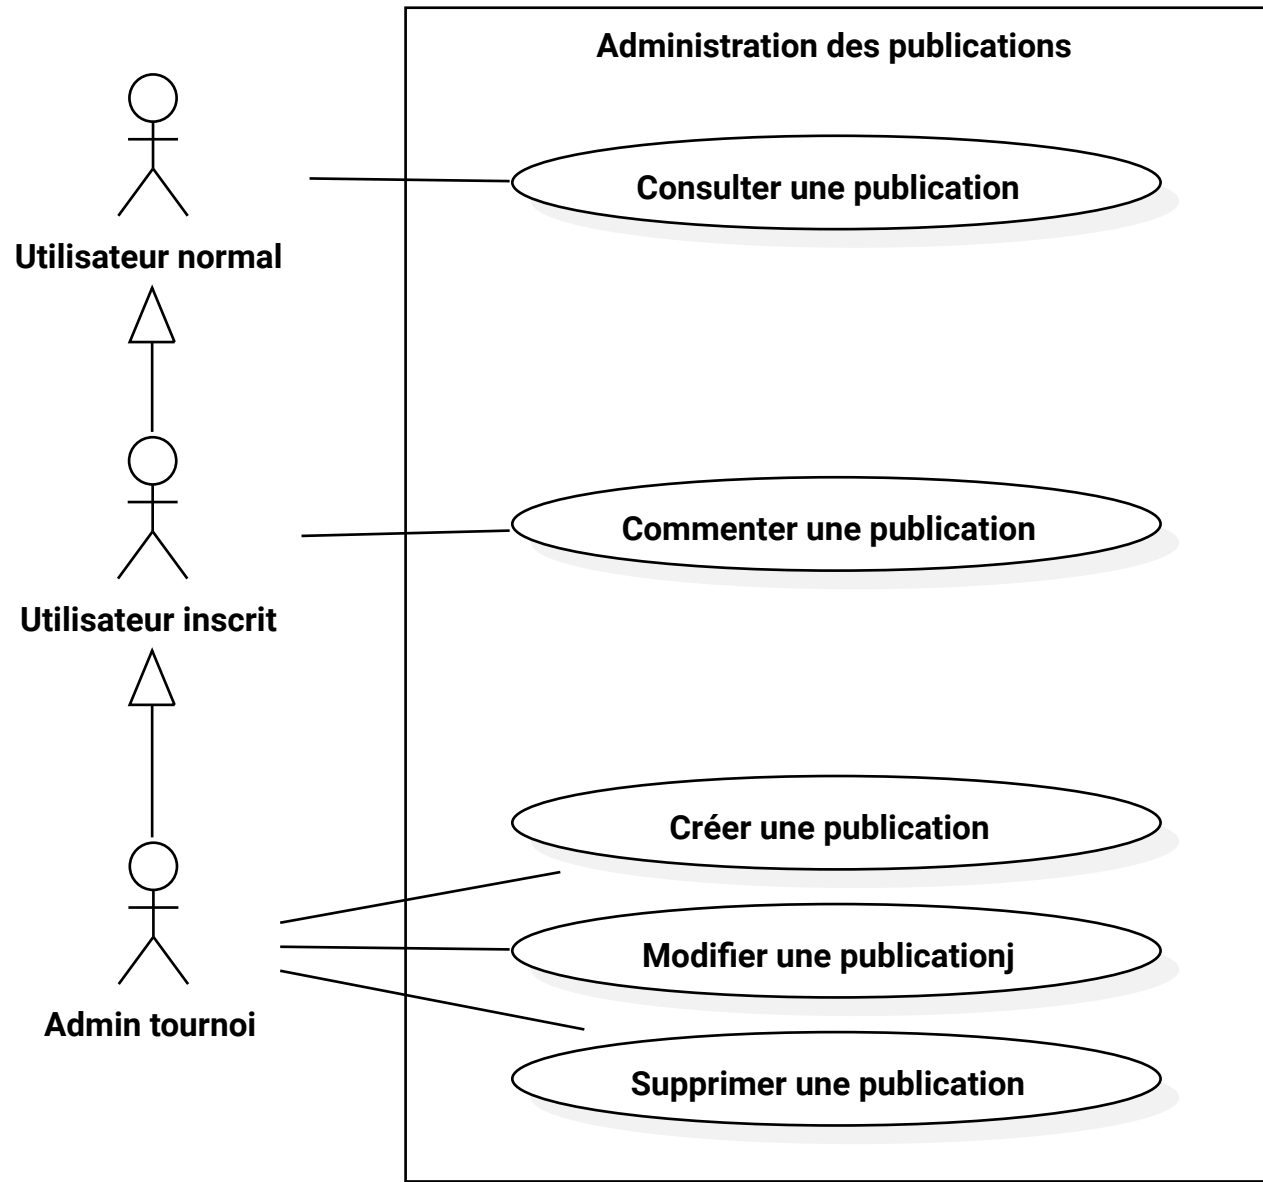 Administration des publications
Consulter une publication
Utilisateur normal
Commenter une publication
Utilisateur inscrit
Créer une publication
Modifier une publicationj
Admin tournoi
Supprimer une publication